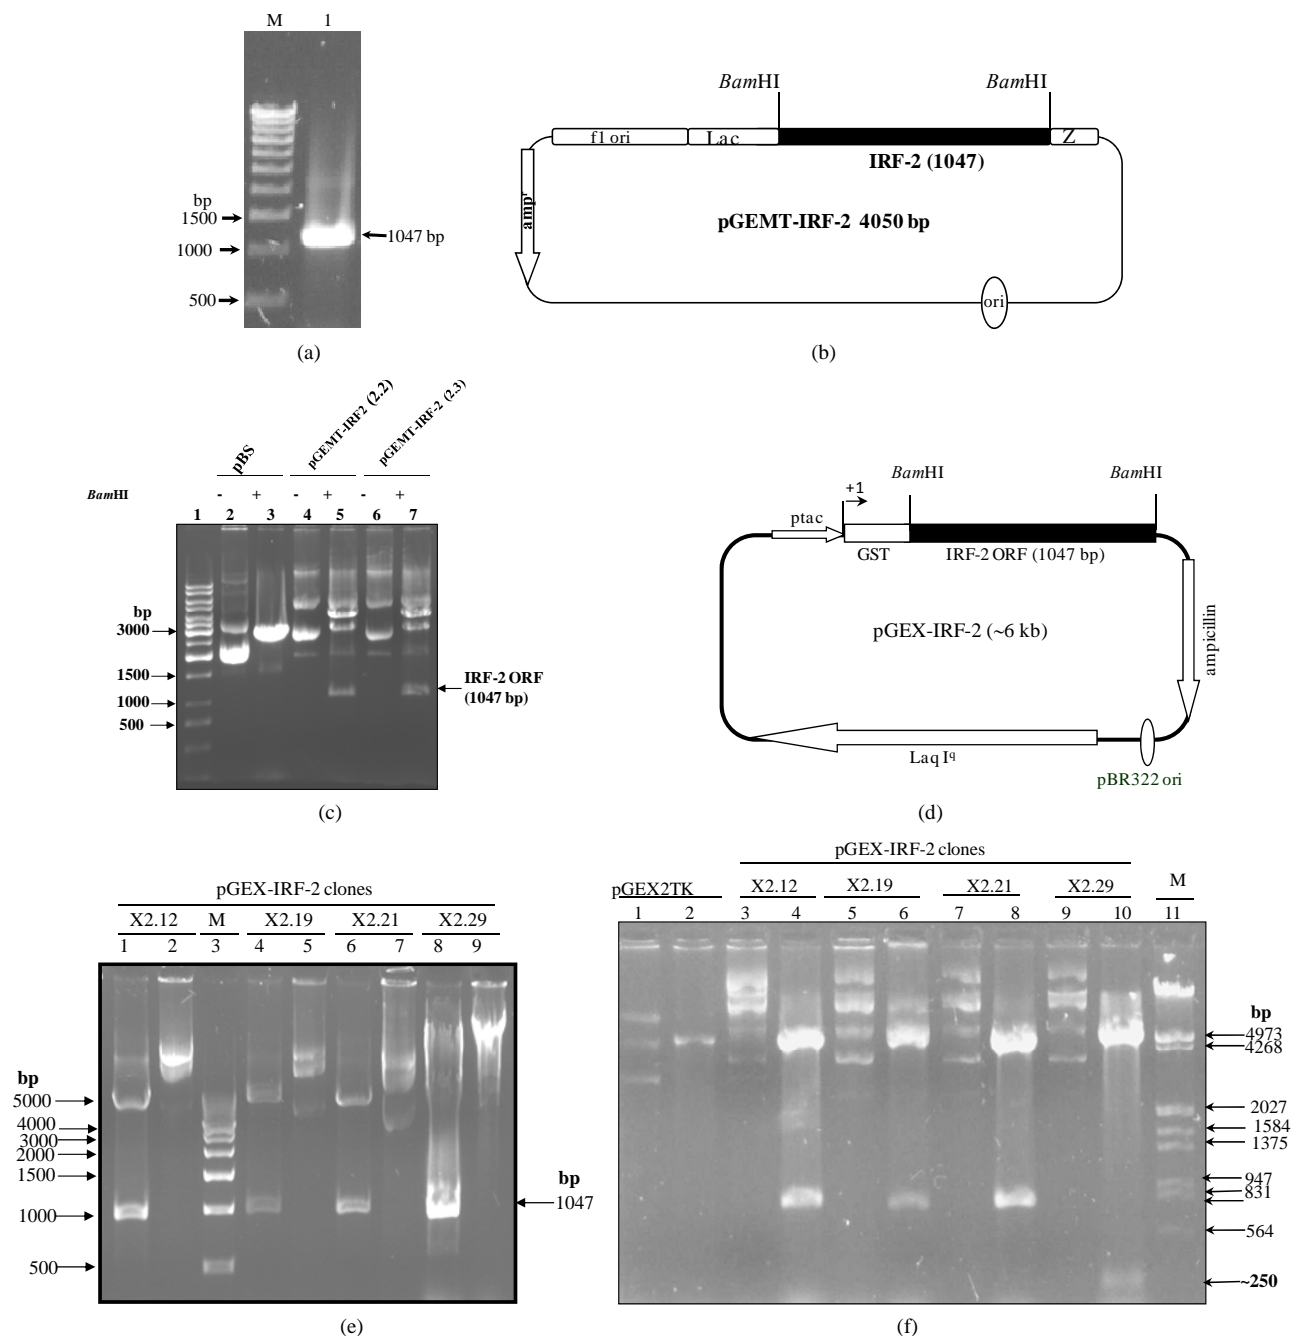 M 1
bp
1500
1000
500
1047 bp
(a)
BamHI BamHI
f1 ori Lac Z
IRF-2 (1047)
ampr
pGEMT-IRF-2 4050 bp
ori
(b)
pBS pGEMT-IRF2 (2.2) pGEMT-IRF-2 (2.3)
BamHI - + - + - +
1 2 3 4 5 6 7
bp
3000
1500
1000
500
IRF-2 ORF
(1047 bp)
(c)
BamHI BamHI
+1
ptac
GST IRF-2 ORF (1047 bp)
pGEX-IRF-2 (~6 kb)
ampicillin
Laq Iq
pBR322 ori
(d)
pGEX-IRF-2 clones
X2.12 M X2.19 X2.21 X2.29
1 2 3 4 5 6 7 8 9
bp
5000
4000
3000
2000
1500
1000
500
bp
1047
(e)
pGEX-IRF-2 clones
pGEX2TK X2.12 X2.19 X2.21 X2.29 M
1 2 3 4 5 6 7 8 9 10 11
bp
4973
4268
2027
1584
1375
947
831
564
~250
(f)